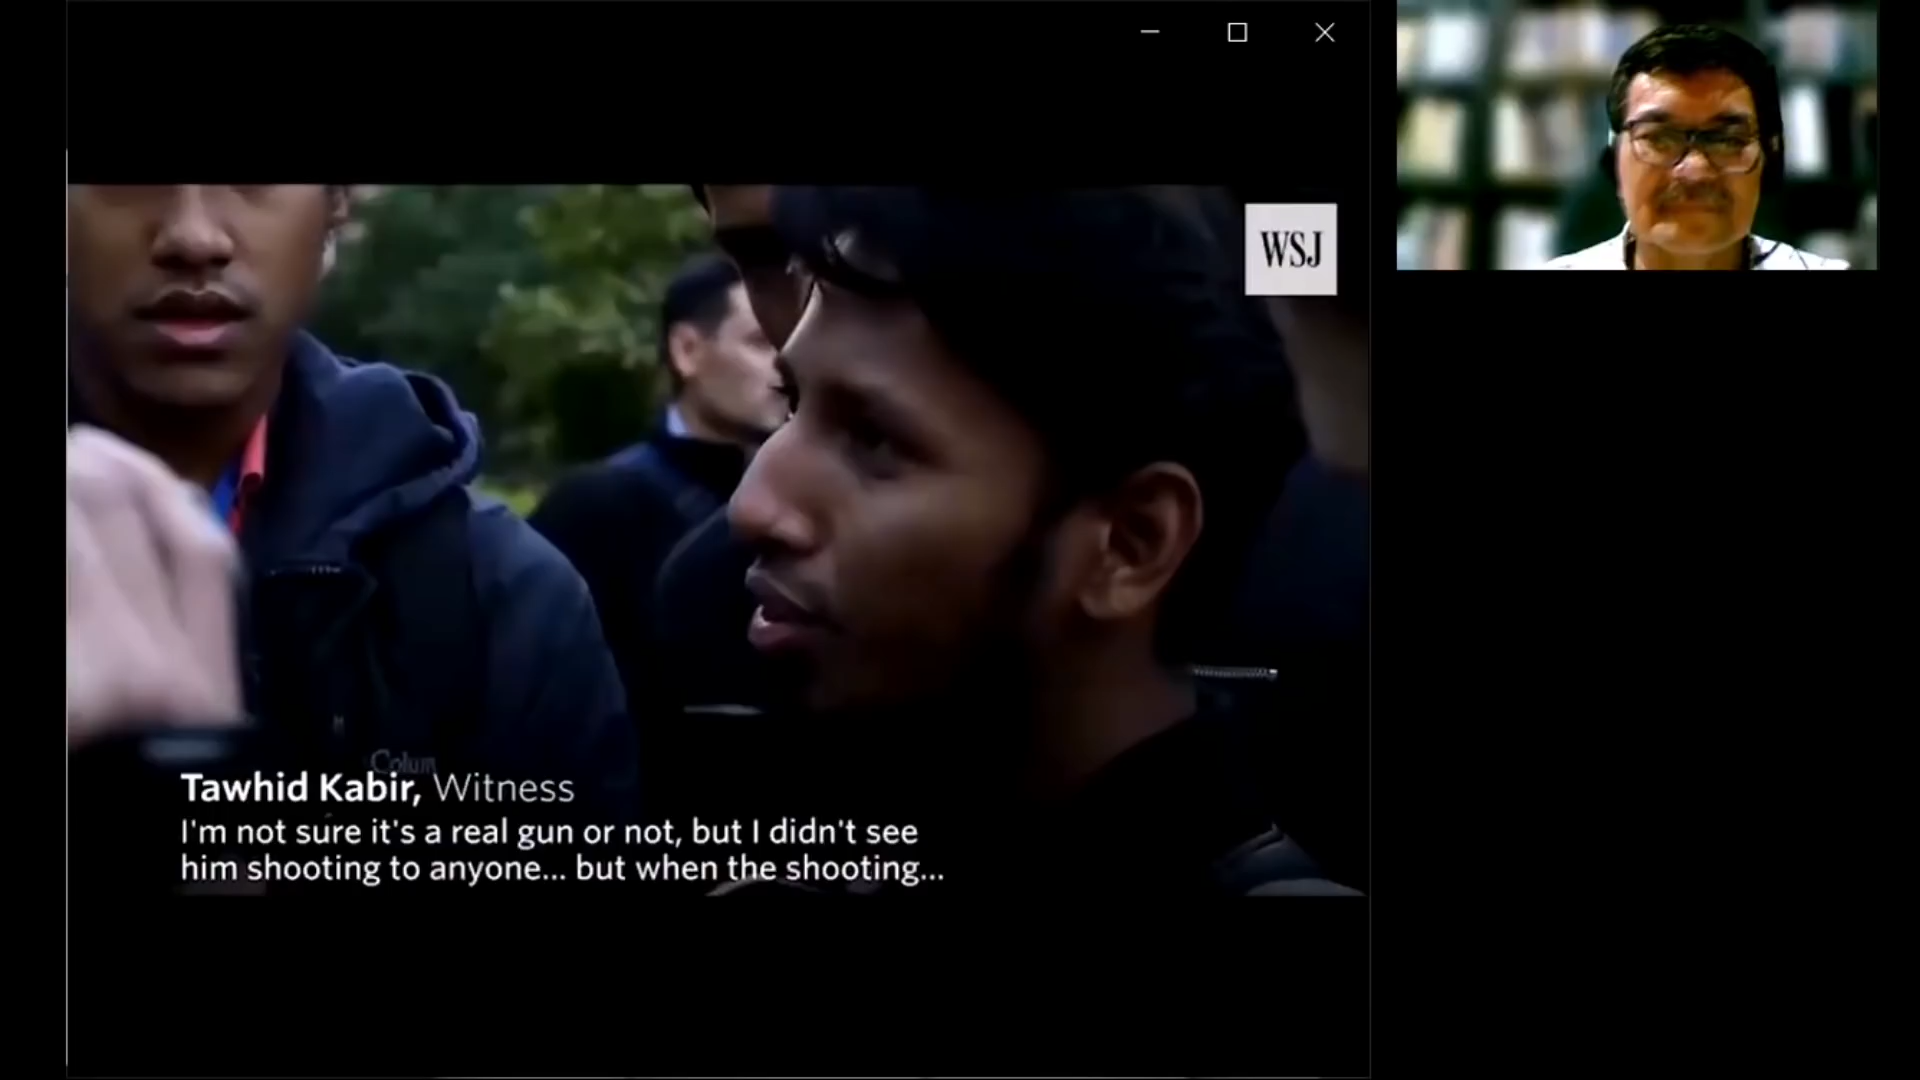 WSJ
Colum
Tawhid Kabir, Witness
I'm not sure it's a real gun or not, but I didn't see
him shooting to anyone... but when the shooting...